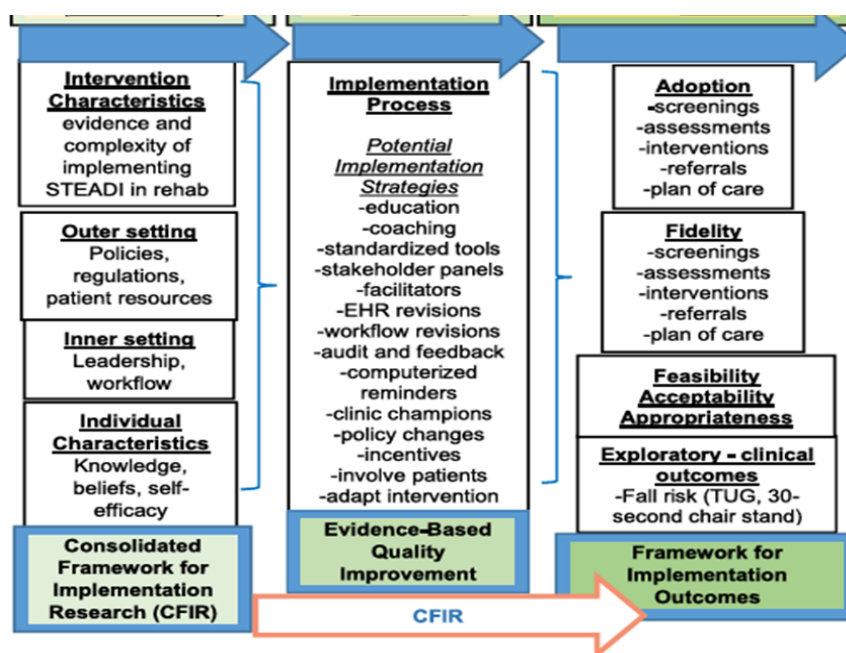 Intervention
Characteristics
evidence and
complexity of
implementing
STEADI in rehab
Outer setting
Policies,
regulations,
patient resources
Inner setting
Leadership,
workflow
Individual
Characteristics
Knowledge,
beliefs, self-
efficacy
Consolidated
Framework for
Implementation
Research (CFIR)
Implementation
Process
Potential
Implementation
Strategies
-education
-coaching
-standardized tools
-stakeholder panels
-facilitators
-EHR revisions
-workflow revisions
-audit and feedback
-computerized
reminders
-clinic champions
-policy changes
-incentives
-involve patients
-adapt intervention
Evidence-Based
Quality
Improvement
Adoption
-screenings
-assessments
-interventions
-referrals
-plan of care
Fidelity
-screenings
-assessments
-interventions
-referrals
-plan of care
Feasibility
Acceptability
Appropriateness
Exploratory - clinical
outcomes
-Fall risk (TUG, 30-
second chair stand)
Framework for
Implementation
Outcomes
CFIR